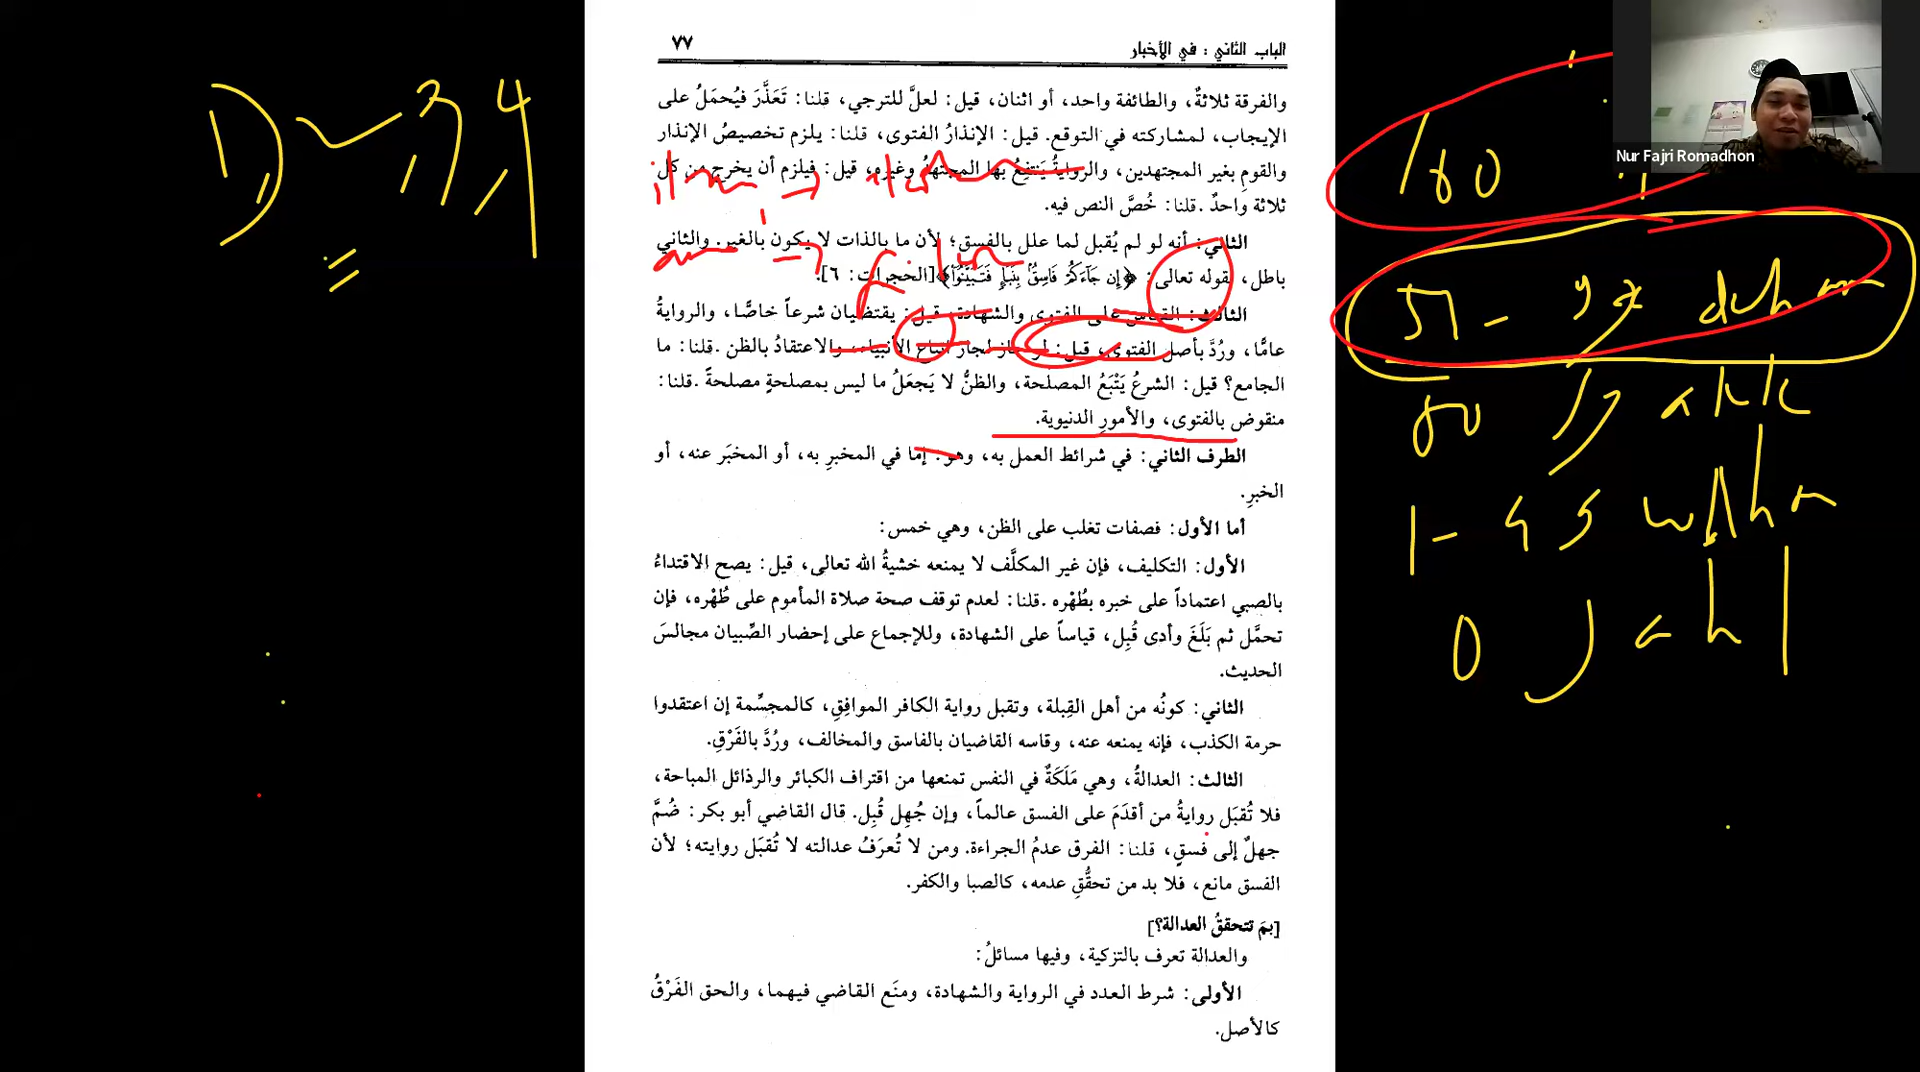 الباب الثاني : في الأخبار ٧٧
والفرقة ثلاثةٌ، والطائفة واحد، أو اثنان، قيل: لعلَّ للترجي، قلنا: تَعَذَّرَ فيُحمَلُ على
الإيجاب، لمشاركته في التوقع. قيل: الإنذارُ الفتوى، قلنا: يلزم تخصيصُ الإنذار
والقومِ بغير المجتهدين، والروايةُ يَنتفِعُ بها المجتهدُ وغيره، قيل: فيلزم أن يخرج من كل
ثلاثة واحدٌ. قلنا: خُصَّ النص فيه.
الثاني: أنه لو لم يُقبل لما علل بالفسق؛ لأن ما بالذات لا يكون بالغير. والثاني
باطل، لقوله تعالى: ﴿إِن جَآءَكُمْ فَاسِقٌۢ بِنَبَإٍ فَتَبَيَّنُوٓاْ﴾ [الحجرات: ٦].
الثالث: القياس على الفتوى والشهادة، قيل: يقتضيان شرعاً خاصًّا، والروايةُ
عامًّا، ورُدَّ بأصل الفتوى، قيل: لو جاز لجاز اتباع الأنبياء، والاعتقادُ بالظن. قلنا: ما
الجامع؟ قيل: الشرعُ يَتْبَعُ المصلحة، والظنُّ لا يَجعَلُ ما ليس بمصلحةٍ مصلحةً. قلنا:
منقوض بالفتوى، والأمورِ الدنيوية.
الطرف الثاني: في شرائط العمل به، وهو: إما في المخبرِ به، أو المخبَر عنه، أو
الخبرِ.
أما الأول: فصفات تغلب على الظن، وهي خمس:
الأول: التكليف، فإن غير المكلَّف لا يمنعه خشيةُ الله تعالى، قيل: يصح الاقتداءُ
بالصبي اعتماداً على خبره بطُهْره. قلنا: لعدم توقف صحة صلاة المأموم على طُهْره، فإن
تحمَّل ثم بَلَغَ وأدى قُبِل، قياساً على الشهادة، وللإجماع على إحضار الصِّبيان مجالسَ
الحديث.
الثاني: كونُه من أهل القِبلة، وتقبل رواية الكافر الموافِقِ، كالمجسِّمة إن اعتقدوا
حرمة الكذب، فإنه يمنعه عنه، وقاسه القاضيان بالفاسق والمخالف، ورُدَّ بالفَرْقِ.
الثالث: العدالةُ، وهي مَلَكَةٌ في النفس تمنعها من اقتراف الكبائر والرذائل المباحة،
فلا تُقبَل روايةُ من أقدَمَ على الفسق عالماً، وإن جُهِل قُبِل. قال القاضي أبو بكر: ضُمَّ
جهلٌ إلى فسقٍ، قلنا: الفرق عدمُ الجراءة. ومن لا تُعرَفُ عدالته لا تُقبَل روايته؛ لأن
الفسق مانع، فلا بد من تحقُّقِ عدمه، كالصبا والكفر.
[بمَ تتحققُ العدالة؟]
والعدالة تعرف بالتزكية، وفيها مسائلُ:
الأولى: شرط العدد في الرواية والشهادة، ومنَع القاضي فيهما، والحق الفَرْقُ
كالأصل.
Nur Fajri Romadhon
0 jahl